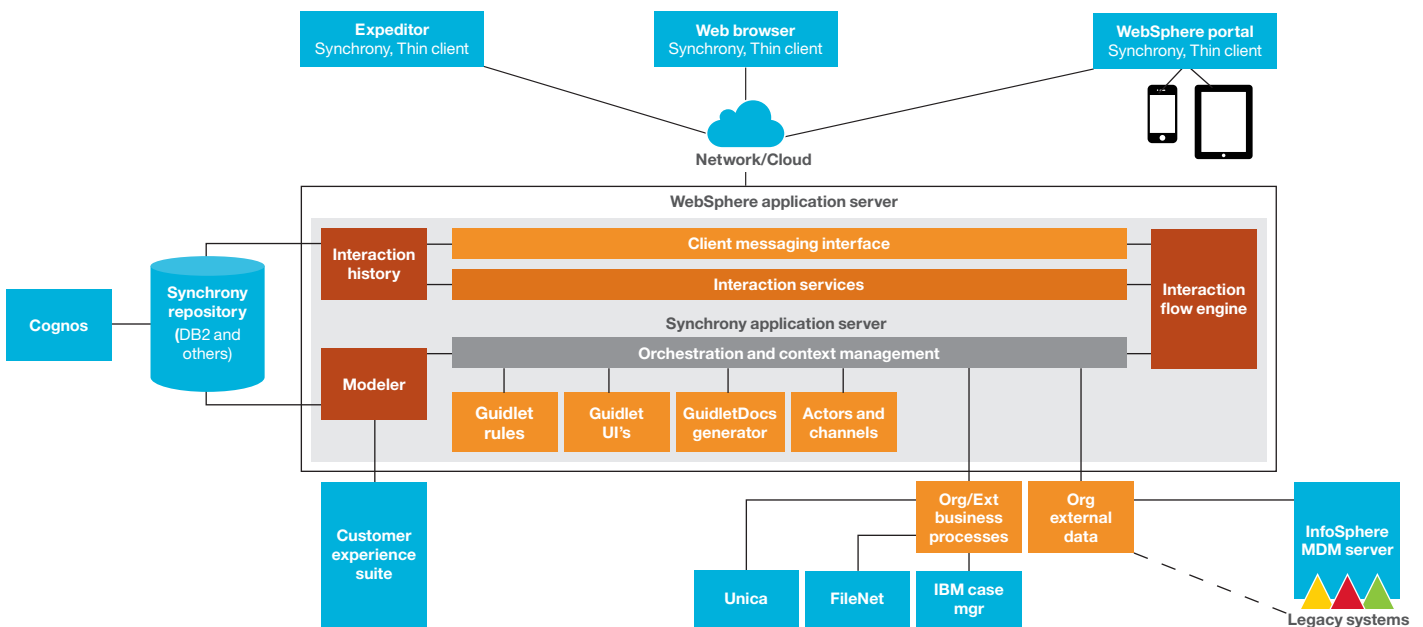 Expeditor
Synchrony, Thin client
Web browser
Synchrony, Thin client
WebSphere portal
Synchrony, Thin client
Network/Cloud
WebSphere application server
Interaction
history
Client messaging interface
Interaction services
Interaction
flow engine
Cognos
Synchrony
repository
(DB2 and
others)
Synchrony application server
Orchestration and context management
Modeler
Guidlet
rules
Guidlet
UI's
GuidletDocs
generator
Actors and
channels
Customer
experience
suite
Org/Ext
business
processes
Org
external
data
InfoSphere
MDM server
Unica
FileNet
IBM case
mgr
Legacy systems